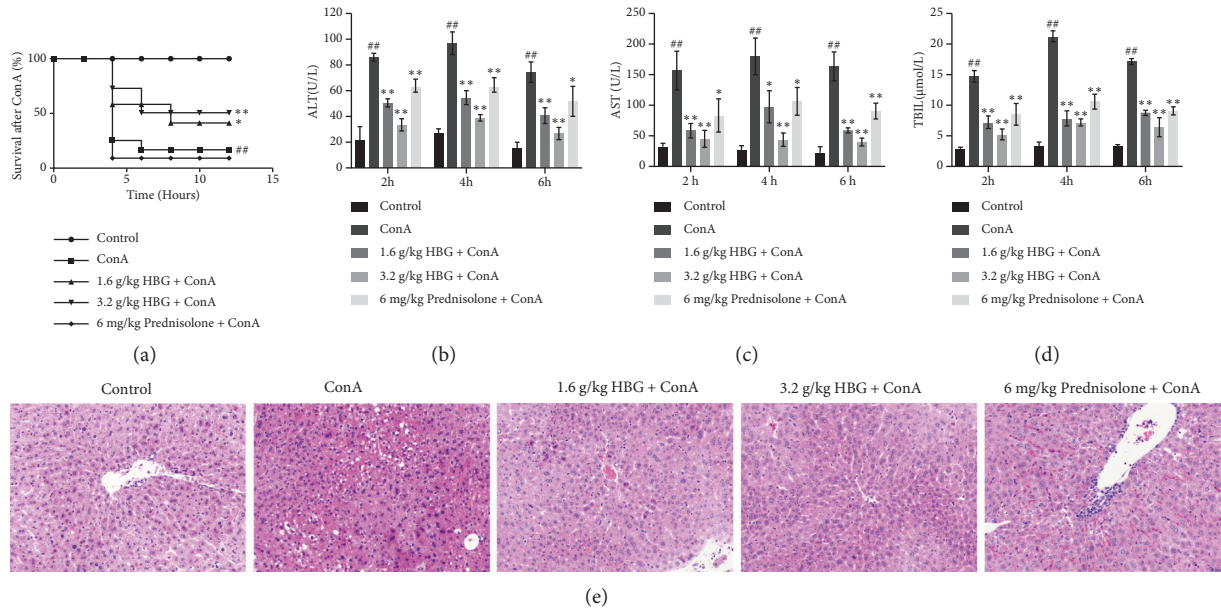 Survival after ConA (%)
100
50
0
**
*
##
0
5
10
15
Time (Hours)
Control
ConA
1.6 g/kg HBG + ConA
3.2 g/kg HBG + ConA
6 mg/kg Prednisolone + ConA
(a)
ALT(U/L)
120
100
80
60
40
20
0
##
**
**
**
##
**
**
**
##
**
**
*
2h
4h
6h
Control
ConA
1.6 g/kg HBG + ConA
3.2 g/kg HBG + ConA
6 mg/kg Prednisolone + ConA
(b)
AST (U/L)
250
200
150
100
50
0
##
**
**
*
##
*
**
*
##
**
**
**
2 h
4 h
6 h
Control
ConA
1.6 g/kg HBG + ConA
3.2 g/kg HBG + ConA
6 mg/kg Prednisolone + ConA
(c)
TBIL(μmol/L)
25
20
15
10
5
0
##
**
**
**
##
**
**
**
##
**
**
**
2h
4h
6h
Control
ConA
1.6 g/kg HBG + ConA
3.2 g/kg HBG + ConA
6 mg/kg Prednisolone + ConA
(d)
Control
ConA
1.6 g/kg HBG + ConA
3.2 g/kg HBG + ConA
6 mg/kg Prednisolone + ConA
(e)